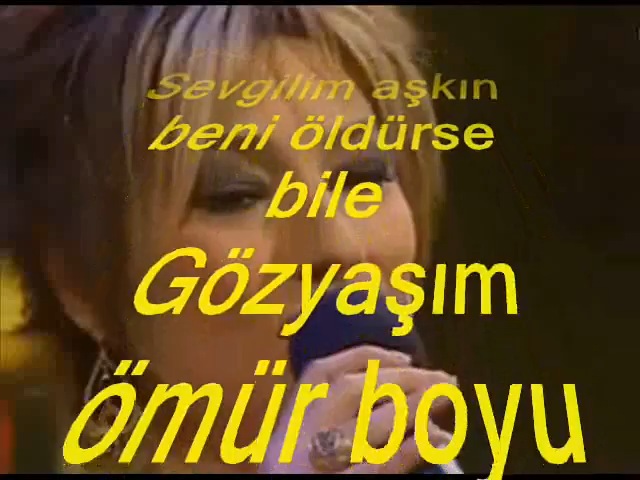 Sevgilim aşkın
beni öldürse
bile
Gözyaşım
ömür boyu